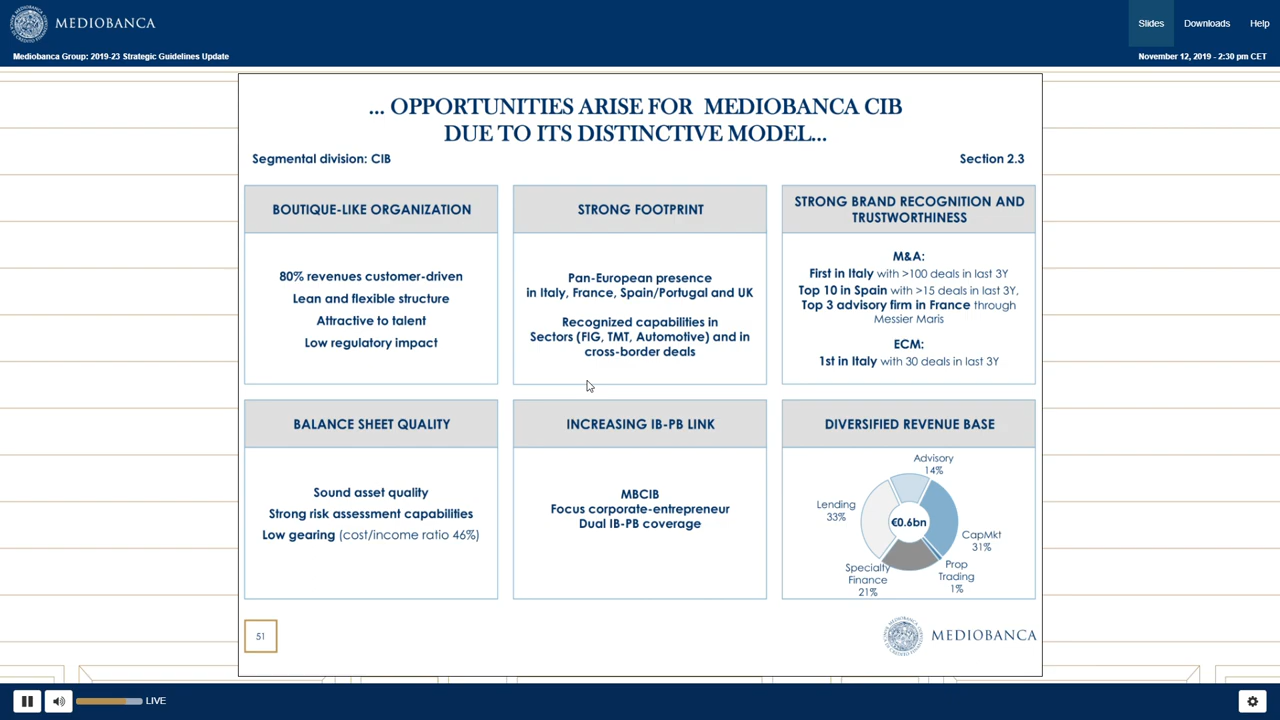 MEDIOBANCA
Slides
Downloads
Help
Mediobanca Group: 2019-23 Strategic Guidelines Update
November 12, 2019 - 2:30 pm CET
... OPPORTUNITIES ARISE FOR MEDIOBANCA CIB
DUE TO ITS DISTINCTIVE MODEL...
Segmental division: CIB
Section 2.3
BOUTIQUE-LIKE ORGANIZATION
80% revenues customer-driven
Lean and flexible structure
Attractive to talent
Low regulatory impact
STRONG FOOTPRINT
Pan-European presence
in Italy, France, Spain/Portugal and UK
Recognized capabilities in
Sectors (FIG, TMT, Automotive) and in
cross-border deals
STRONG BRAND RECOGNITION AND
TRUSTWORTHINESS
M&A:
First in Italy with >100 deals in last 3Y
Top 10 in Spain with >15 deals in last 3Y,
Top 3 advisory firm in France through
Messier Maris
ECM:
1st in Italy with 30 deals in last 3Y
BALANCE SHEET QUALITY
Sound asset quality
Strong risk assessment capabilities
Low gearing (cost/income ratio 46%)
INCREASING IB-PB LINK
MBCIB
Focus corporate-entrepreneur
Dual IB-PB coverage
DIVERSIFIED REVENUE BASE
Advisory
14%
Lending
33%
€0.6bn
CapMkt
31%
Specialty
Finance
21%
Prop
Trading
1%
51
MEDIOBANCA
LIVE